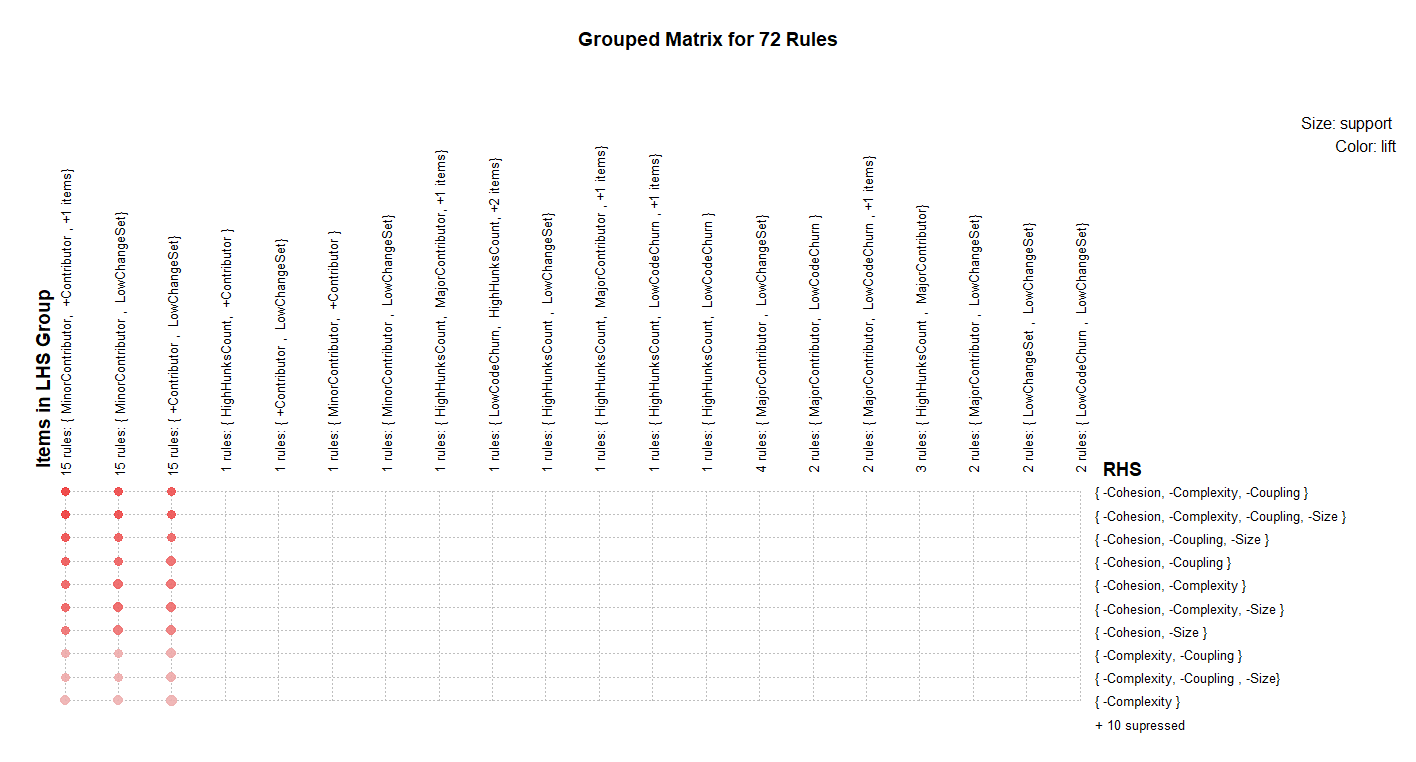 Grouped Matrix for 72 Rules
Size: support
Color: lift
Items in LHS Group
15 rules: { MinorContributor, +Contributor , +1 items}
15 rules: { MinorContributor , LowChangeSet}
15 rules: { +Contributor , LowChangeSet}
1 rules: { HighHunksCount, +Contributor }
1 rules: { +Contributor , LowChangeSet}
1 rules: { MinorContributor, +Contributor }
1 rules: { MinorContributor , LowChangeSet}
1 rules: { HighHunksCount, MajorContributor, +1 items}
1 rules: { LowCodeChurn, HighHunksCount, +2 items}
1 rules: { HighHunksCount , LowChangeSet}
1 rules: { HighHunksCount, MajorContributor , +1 items}
1 rules: { HighHunksCount, LowCodeChurn , +1 items}
1 rules: { HighHunksCount, LowCodeChurn }
4 rules: { MajorContributor , LowChangeSet}
2 rules: { MajorContributor, LowCodeChurn }
2 rules: { MajorContributor, LowCodeChurn , +1 items}
3 rules: { HighHunksCount , MajorContributor}
2 rules: { MajorContributor , LowChangeSet}
2 rules: { LowChangeSet , LowChangeSet}
2 rules: { LowCodeChurn , LowChangeSet}
RHS
{ -Cohesion, -Complexity, -Coupling }
{ -Cohesion, -Complexity, -Coupling, -Size }
{ -Cohesion, -Coupling, -Size }
{ -Cohesion, -Coupling }
{ -Cohesion, -Complexity }
{ -Cohesion, -Complexity, -Size }
{ -Cohesion, -Size }
{ -Complexity, -Coupling }
{ -Complexity, -Coupling , -Size}
{ -Complexity }
+ 10 supressed